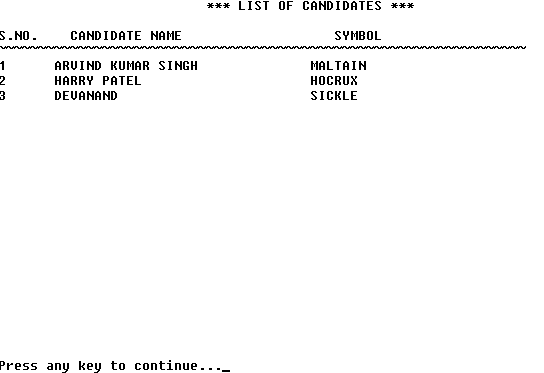 *** LIST OF CANDIDATES ***
S.NO. CANDIDATE NAME SYMBOL
1 ARVIND KUMAR SINGH MALTAIN
2 HARRY PATEL HOCRUX
3 DEVANAND SICKLE
Press any key to continue..._